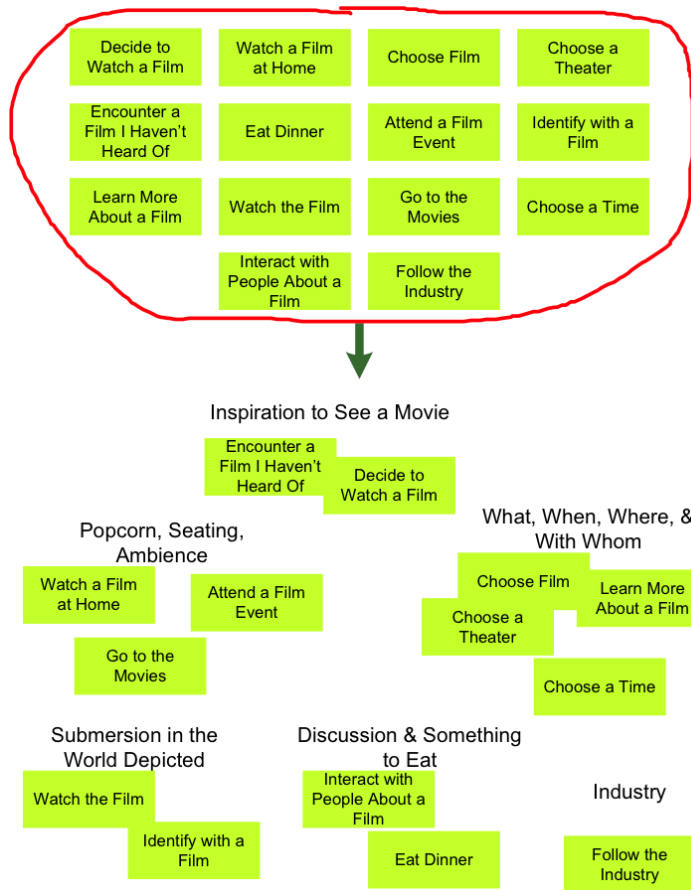 Decide to
Watch a Film
Watch a Film
at Home
Choose Film
Choose a
Theater
Encounter a
Film I Haven't
Heard Of
Eat Dinner
Attend a Film
Event
Identify with a
Film
Learn More
About a Film
Watch the Film
Go to the
Movies
Choose a Time
Interact with
People About a
Film
Follow the
Industry
Inspiration to See a Movie
Encounter a
Film I Haven't
Heard Of
Decide to
Watch a Film
Popcorn, Seating,
Ambience
Watch a Film
at Home
Attend a Film
Event
Go to the
Movies
What, When, Where, &
With Whom
Choose Film
Learn More
About a Film
Choose a
Theater
Choose a Time
Submersion in the
World Depicted
Watch the Film
Identify with a
Film
Discussion & Something
to Eat
Interact with
People About a
Film
Eat Dinner
Industry
Follow the
Industry